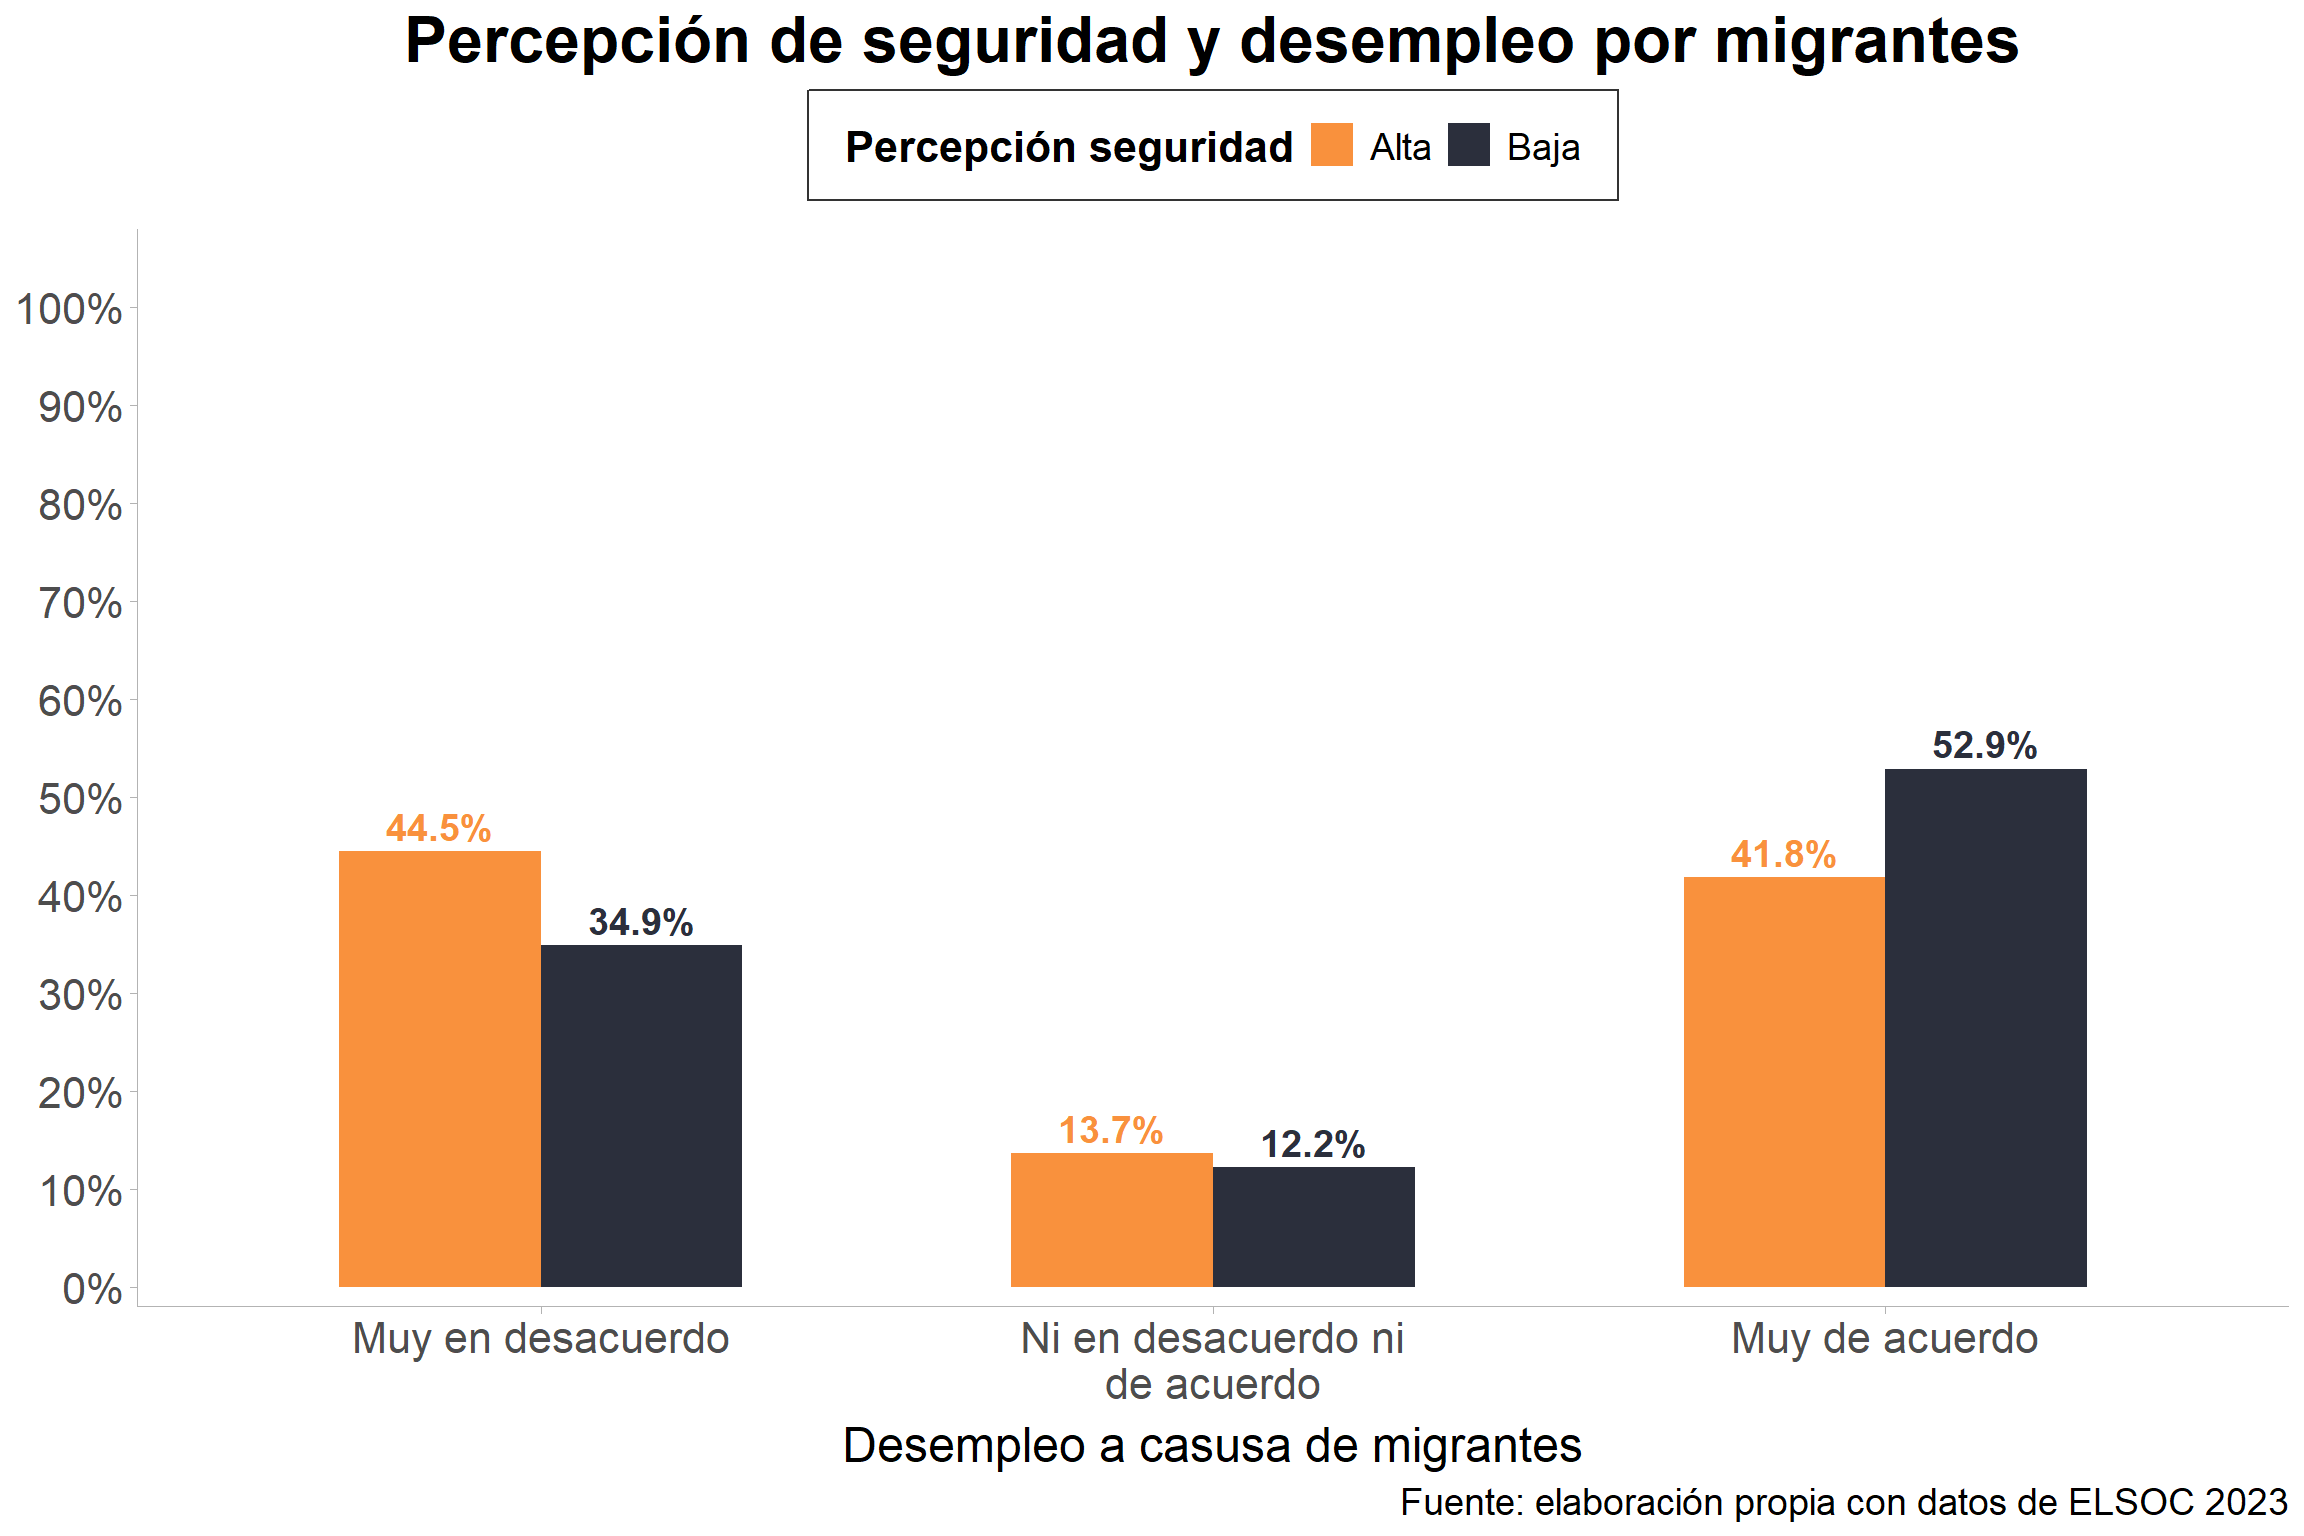 Percepción de seguridad y desempleo por migrantes
Percepción seguridad Alta Baja
100%
90%
80%
70%
60%
50%
40%
30%
20%
10%
0%
44.5%
34.9%
13.7%
12.2%
41.8%
52.9%
Muy en desacuerdo
Ni en desacuerdo ni
de acuerdo
Muy de acuerdo
Desempleo a casusa de migrantes
Fuente: elaboración propia con datos de ELSOC 2023